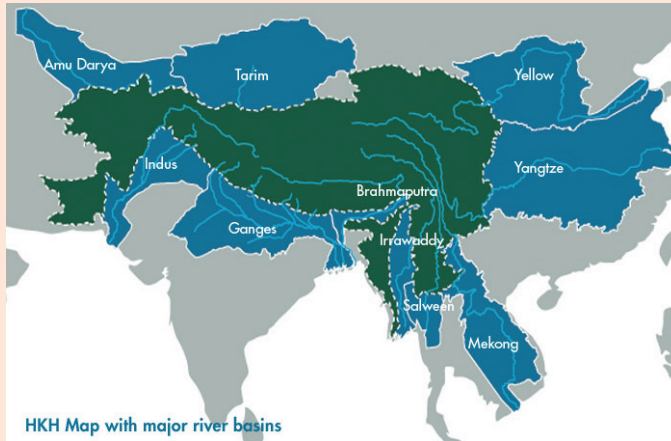 Amu Darya
Tarim
Yellow
Indus
Yangtze
Brahmaputra
Ganges
Irrawaddy
Salween
Mekong
HKH Map with major river basins